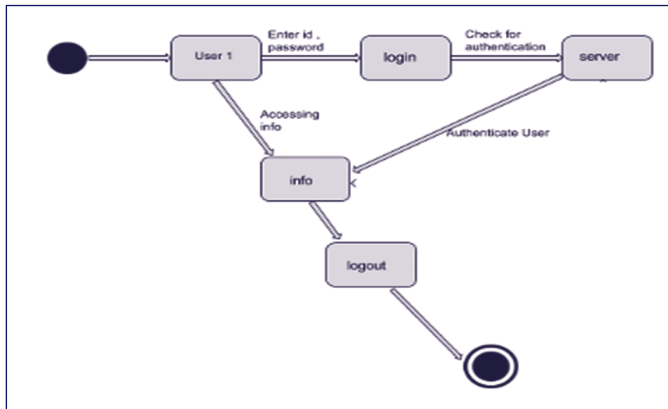 Enter id ,
password
Check for
authentication
User 1
login
server
Accessing
info
Authenticate User
info
logout